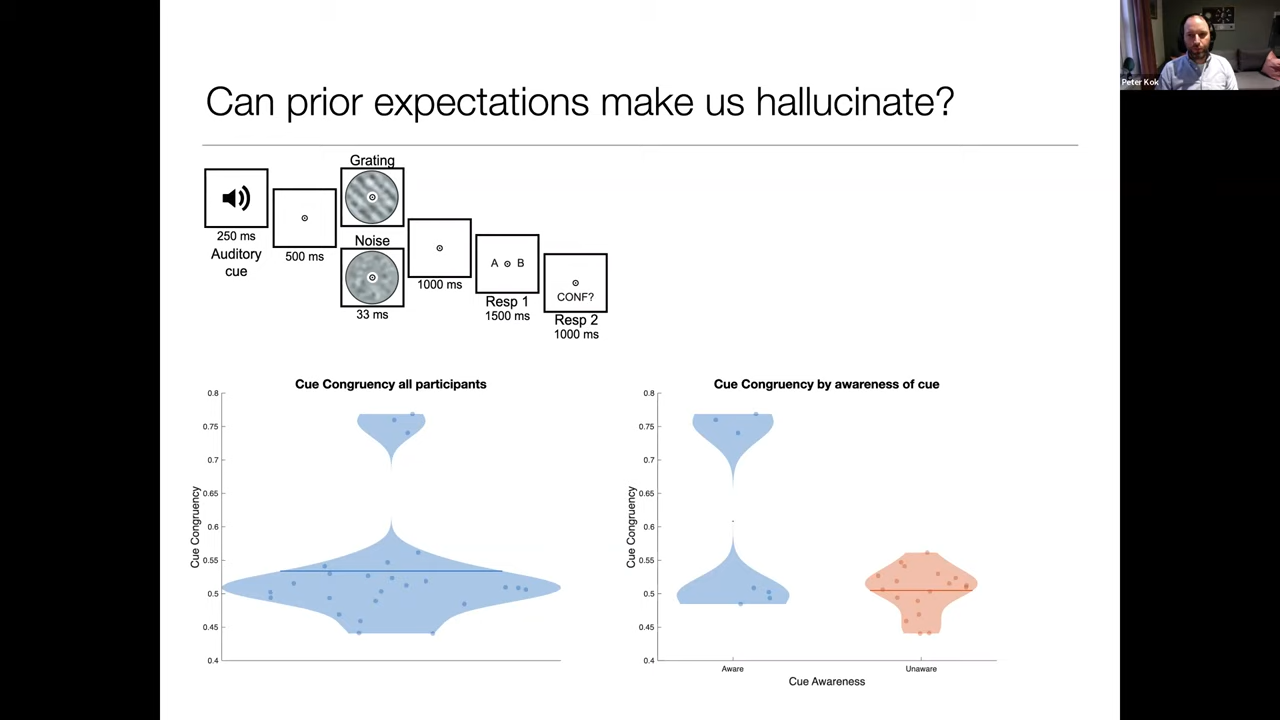 Peter Kok
Can prior expectations make us hallucinate?
Grating
250 ms
Auditory
cue
500 ms
Noise
33 ms
1000 ms
A B
Resp 1
1500 ms
CONF?
Resp 2
1000 ms
Cue Congruency all participants
Cue Congruency
0.8
0.75
0.7
0.65
0.6
0.55
0.5
0.45
0.4
Cue Congruency by awareness of cue
Cue Congruency
0.8
0.75
0.7
0.65
0.6
0.55
0.5
0.45
0.4
Aware
Unaware
Cue Awareness